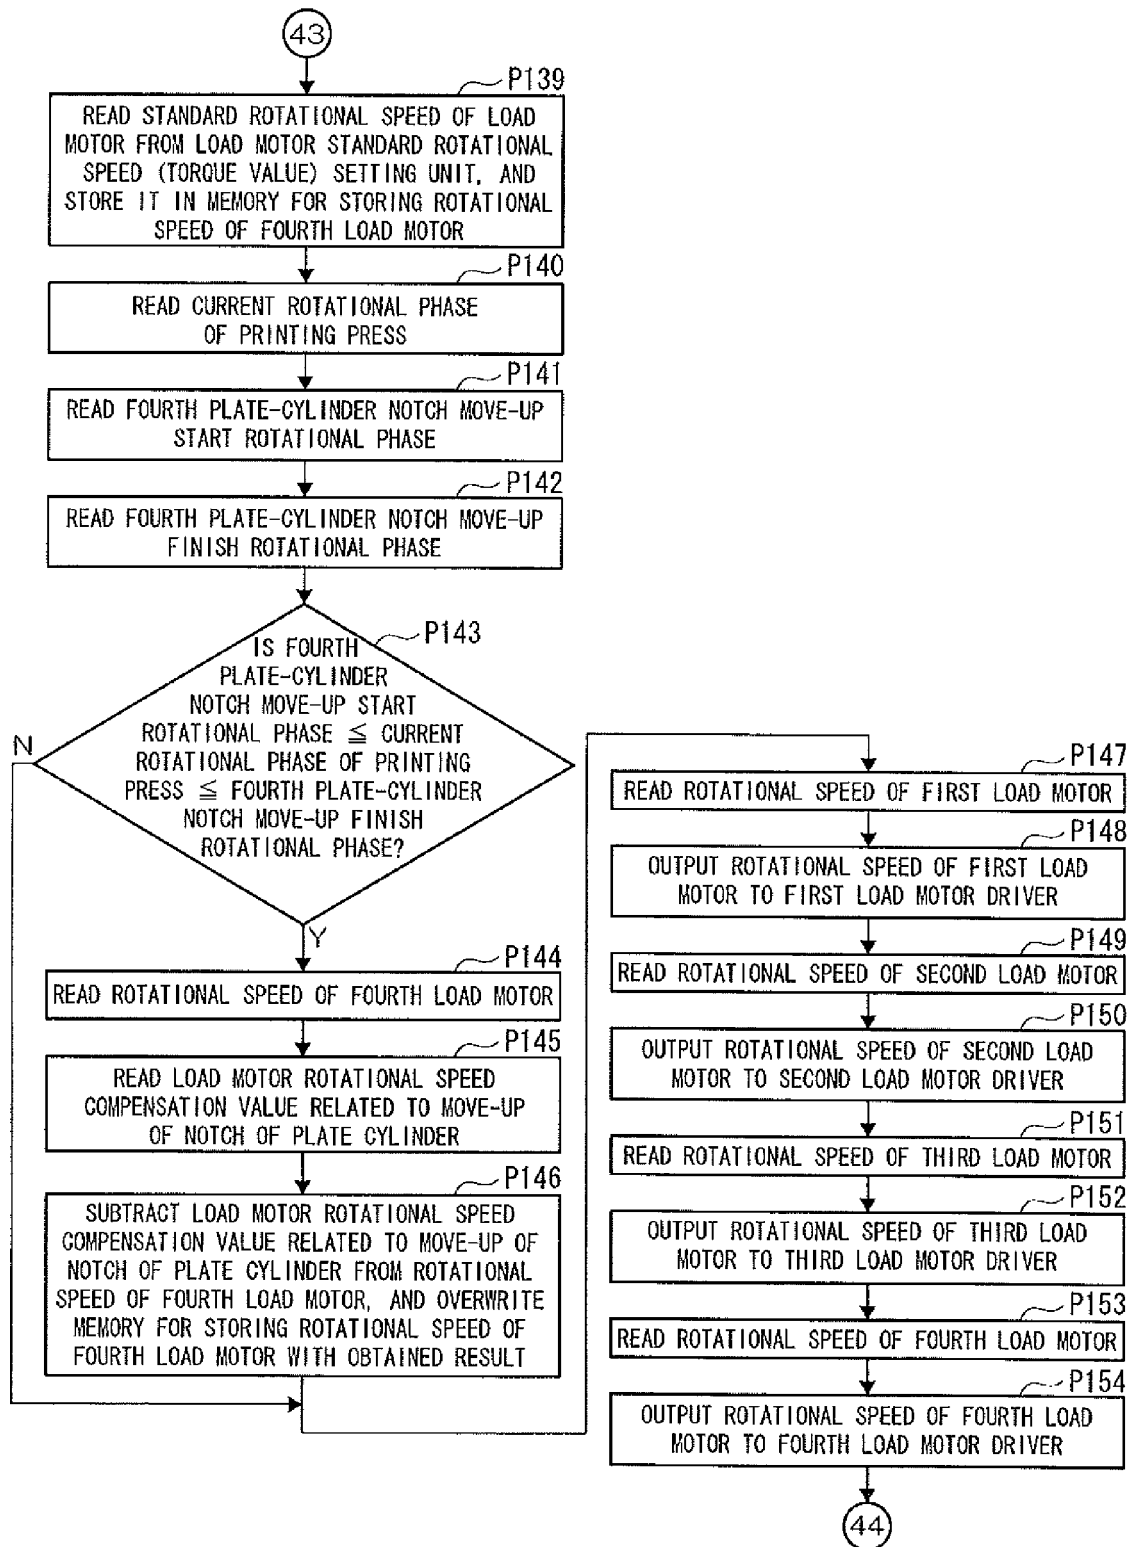 43
P139
READ STANDARD ROTATIONAL SPEED OF LOAD
MOTOR FROM LOAD MOTOR STANDARD ROTATIONAL
SPEED (TORQUE VALUE) SETTING UNIT, AND
STORE IT IN MEMORY FOR STORING ROTATIONAL
SPEED OF FOURTH LOAD MOTOR
P140
READ CURRENT ROTATIONAL PHASE
OF PRINTING PRESS
P141
READ FOURTH PLATE-CYLINDER NOTCH MOVE-UP
START ROTATIONAL PHASE
P142
READ FOURTH PLATE-CYLINDER NOTCH MOVE-UP
FINISH ROTATIONAL PHASE
P143
IS FOURTH
PLATE-CYLINDER
NOTCH MOVE-UP START
ROTATIONAL PHASE ≦ CURRENT
ROTATIONAL PHASE OF PRINTING
PRESS ≦ FOURTH PLATE-CYLINDER
NOTCH MOVE-UP FINISH
ROTATIONAL PHASE?
N
Y
P144
READ ROTATIONAL SPEED OF FOURTH LOAD MOTOR
P145
READ LOAD MOTOR ROTATIONAL SPEED
COMPENSATION VALUE RELATED TO MOVE-UP
OF NOTCH OF PLATE CYLINDER
P146
SUBTRACT LOAD MOTOR ROTATIONAL SPEED
COMPENSATION VALUE RELATED TO MOVE-UP OF
NOTCH OF PLATE CYLINDER FROM ROTATIONAL
SPEED OF FOURTH LOAD MOTOR, AND OVERWRITE
MEMORY FOR STORING ROTATIONAL SPEED OF
FOURTH LOAD MOTOR WITH OBTAINED RESULT
P147
READ ROTATIONAL SPEED OF FIRST LOAD MOTOR
P148
OUTPUT ROTATIONAL SPEED OF FIRST LOAD
MOTOR TO FIRST LOAD MOTOR DRIVER
P149
READ ROTATIONAL SPEED OF SECOND LOAD MOTOR
P150
OUTPUT ROTATIONAL SPEED OF SECOND LOAD
MOTOR TO SECOND LOAD MOTOR DRIVER
P151
READ ROTATIONAL SPEED OF THIRD LOAD MOTOR
P152
OUTPUT ROTATIONAL SPEED OF THIRD LOAD
MOTOR TO THIRD LOAD MOTOR DRIVER
P153
READ ROTATIONAL SPEED OF FOURTH LOAD MOTOR
P154
OUTPUT ROTATIONAL SPEED OF FOURTH LOAD
MOTOR TO FOURTH LOAD MOTOR DRIVER
44